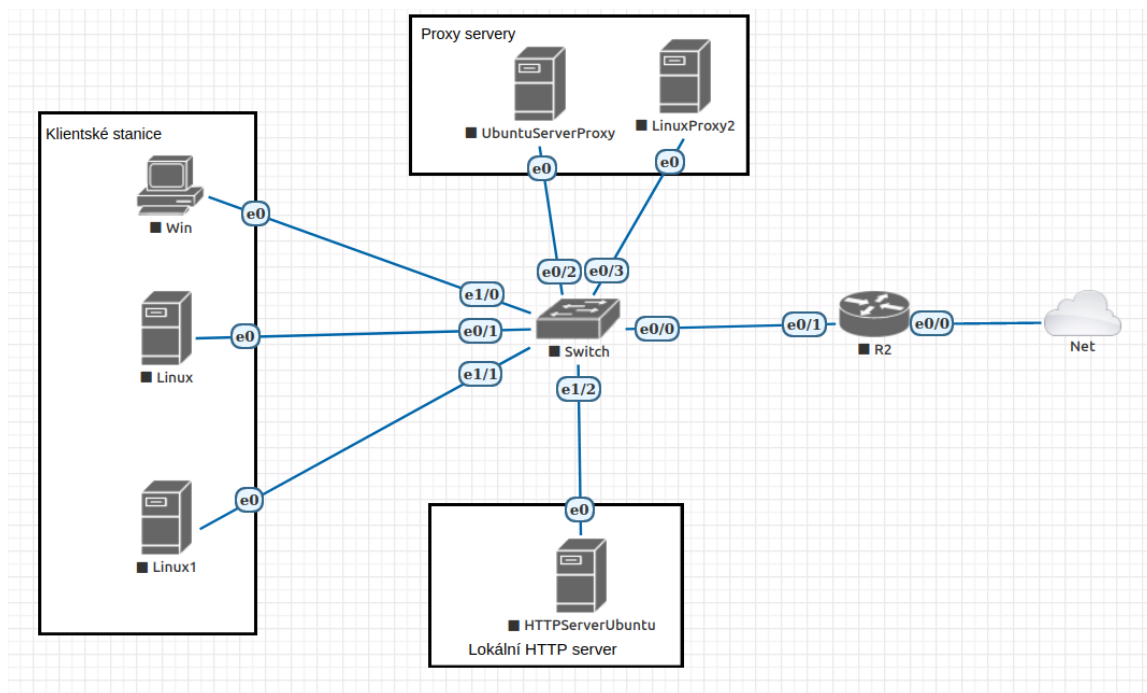 Proxy servery
UbuntuServerProxy
LinuxProxy2
e0
e0
Klientské stanice
Win
e0
Linux
e0
Linux1
e0
e0/2
e0/3
e1/0
e0/1
e1/1
Switch
e0/0
e1/2
e0/1
R2
e0/0
Net
e0
HTTPServerUbuntu
Lokální HTTP server